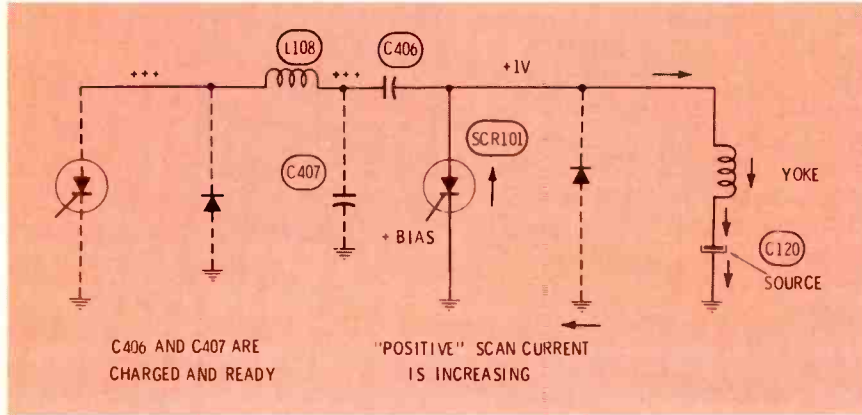 L108
C406
+++
+++
+1V
SCR101
C407
YOKE
+ BIAS
C120
SOURCE
C406 AND C407 ARE
CHARGED AND READY
"POSITIVE" SCAN CURRENT
IS INCREASING